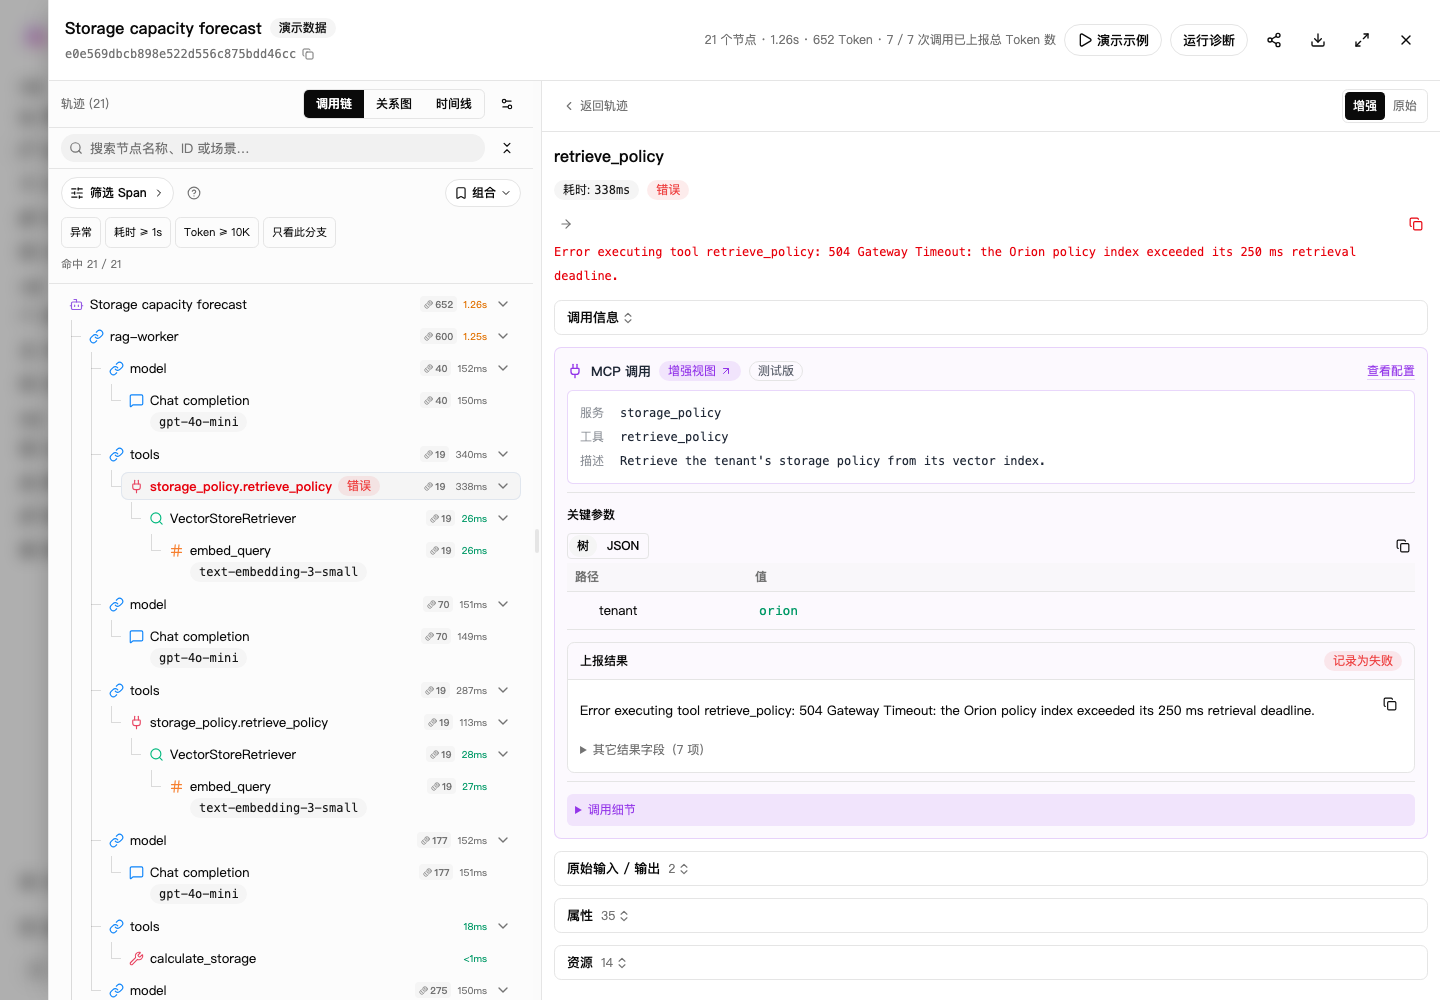 Storage capacity forecast 演示数据
e0e569dbcb898e522d556c875bdd46cc
21 个节点 · 1.26s · 652 Token · 7 / 7 次调用已上报总 Token 数
演示示例
运行诊断
轨迹 (21)
调用链 关系图 时间线
搜索节点名称、ID 或场景…
筛选 Span
组合
异常 耗时 ≥ 1s Token ≥ 10K 只看此分支
命中 21 / 21
Storage capacity forecast 652 1.26s
rag-worker 600 1.25s
model 40 152ms
Chat completion 40 150ms
gpt-4o-mini
tools 19 340ms
storage_policy.retrieve_policy 错误 19 338ms
VectorStoreRetriever 19 26ms
embed_query 19 26ms
text-embedding-3-small
model 70 151ms
Chat completion 70 149ms
gpt-4o-mini
tools 19 287ms
storage_policy.retrieve_policy 19 113ms
VectorStoreRetriever 19 28ms
embed_query 19 27ms
text-embedding-3-small
model 177 152ms
Chat completion 177 151ms
gpt-4o-mini
tools 18ms
calculate_storage <1ms
model 275 150ms
返回轨迹
增强 原始
retrieve_policy
耗时: 338ms 错误
Error executing tool retrieve_policy: 504 Gateway Timeout: the Orion policy index exceeded its 250 ms retrieval
deadline.
调用信息
MCP 调用 增强视图 测试版 查看配置
服务 storage_policy
工具 retrieve_policy
描述 Retrieve the tenant's storage policy from its vector index.
关键参数
树 JSON
路径 值
tenant orion
上报结果 记录为失败
Error executing tool retrieve_policy: 504 Gateway Timeout: the Orion policy index exceeded its 250 ms retrieval deadline.
其它结果字段 (7 项)
调用细节
原始输入 / 输出 2
属性 35
资源 14